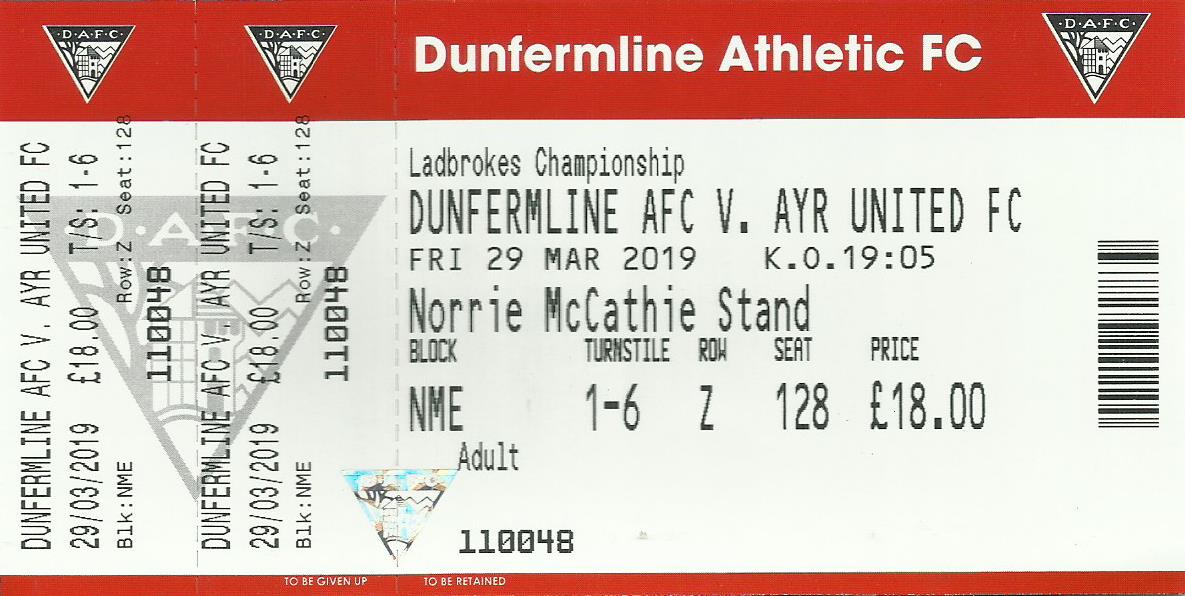 ·D·A·F·C·
·D·A·F·C·
Dunfermline Athletic FC
·D·A·F·C·
DUNFERMLINE AFC V. AYR UNITED FC
29/03/2019 £18.00 T/S: 1-6
Blk:NME Row:Z Seat:128
110048
DUNFERMLINE AFC V. AYR UNITED FC
29/03/2019 £18.00 T/S: 1-6
Blk:NME Row:Z Seat:128
110048
D·A·F·C·
Ladbrokes Championship
DUNFERMLINE AFC V. AYR UNITED FC
FRI 29 MAR 2019 K.O.19:05
Norrie McCathie Stand
BLOCK TURNSTILE ROW SEAT PRICE
NME 1-6 Z 128 £18.00
Adult
110048
TO BE GIVEN UP TO BE RETAINED